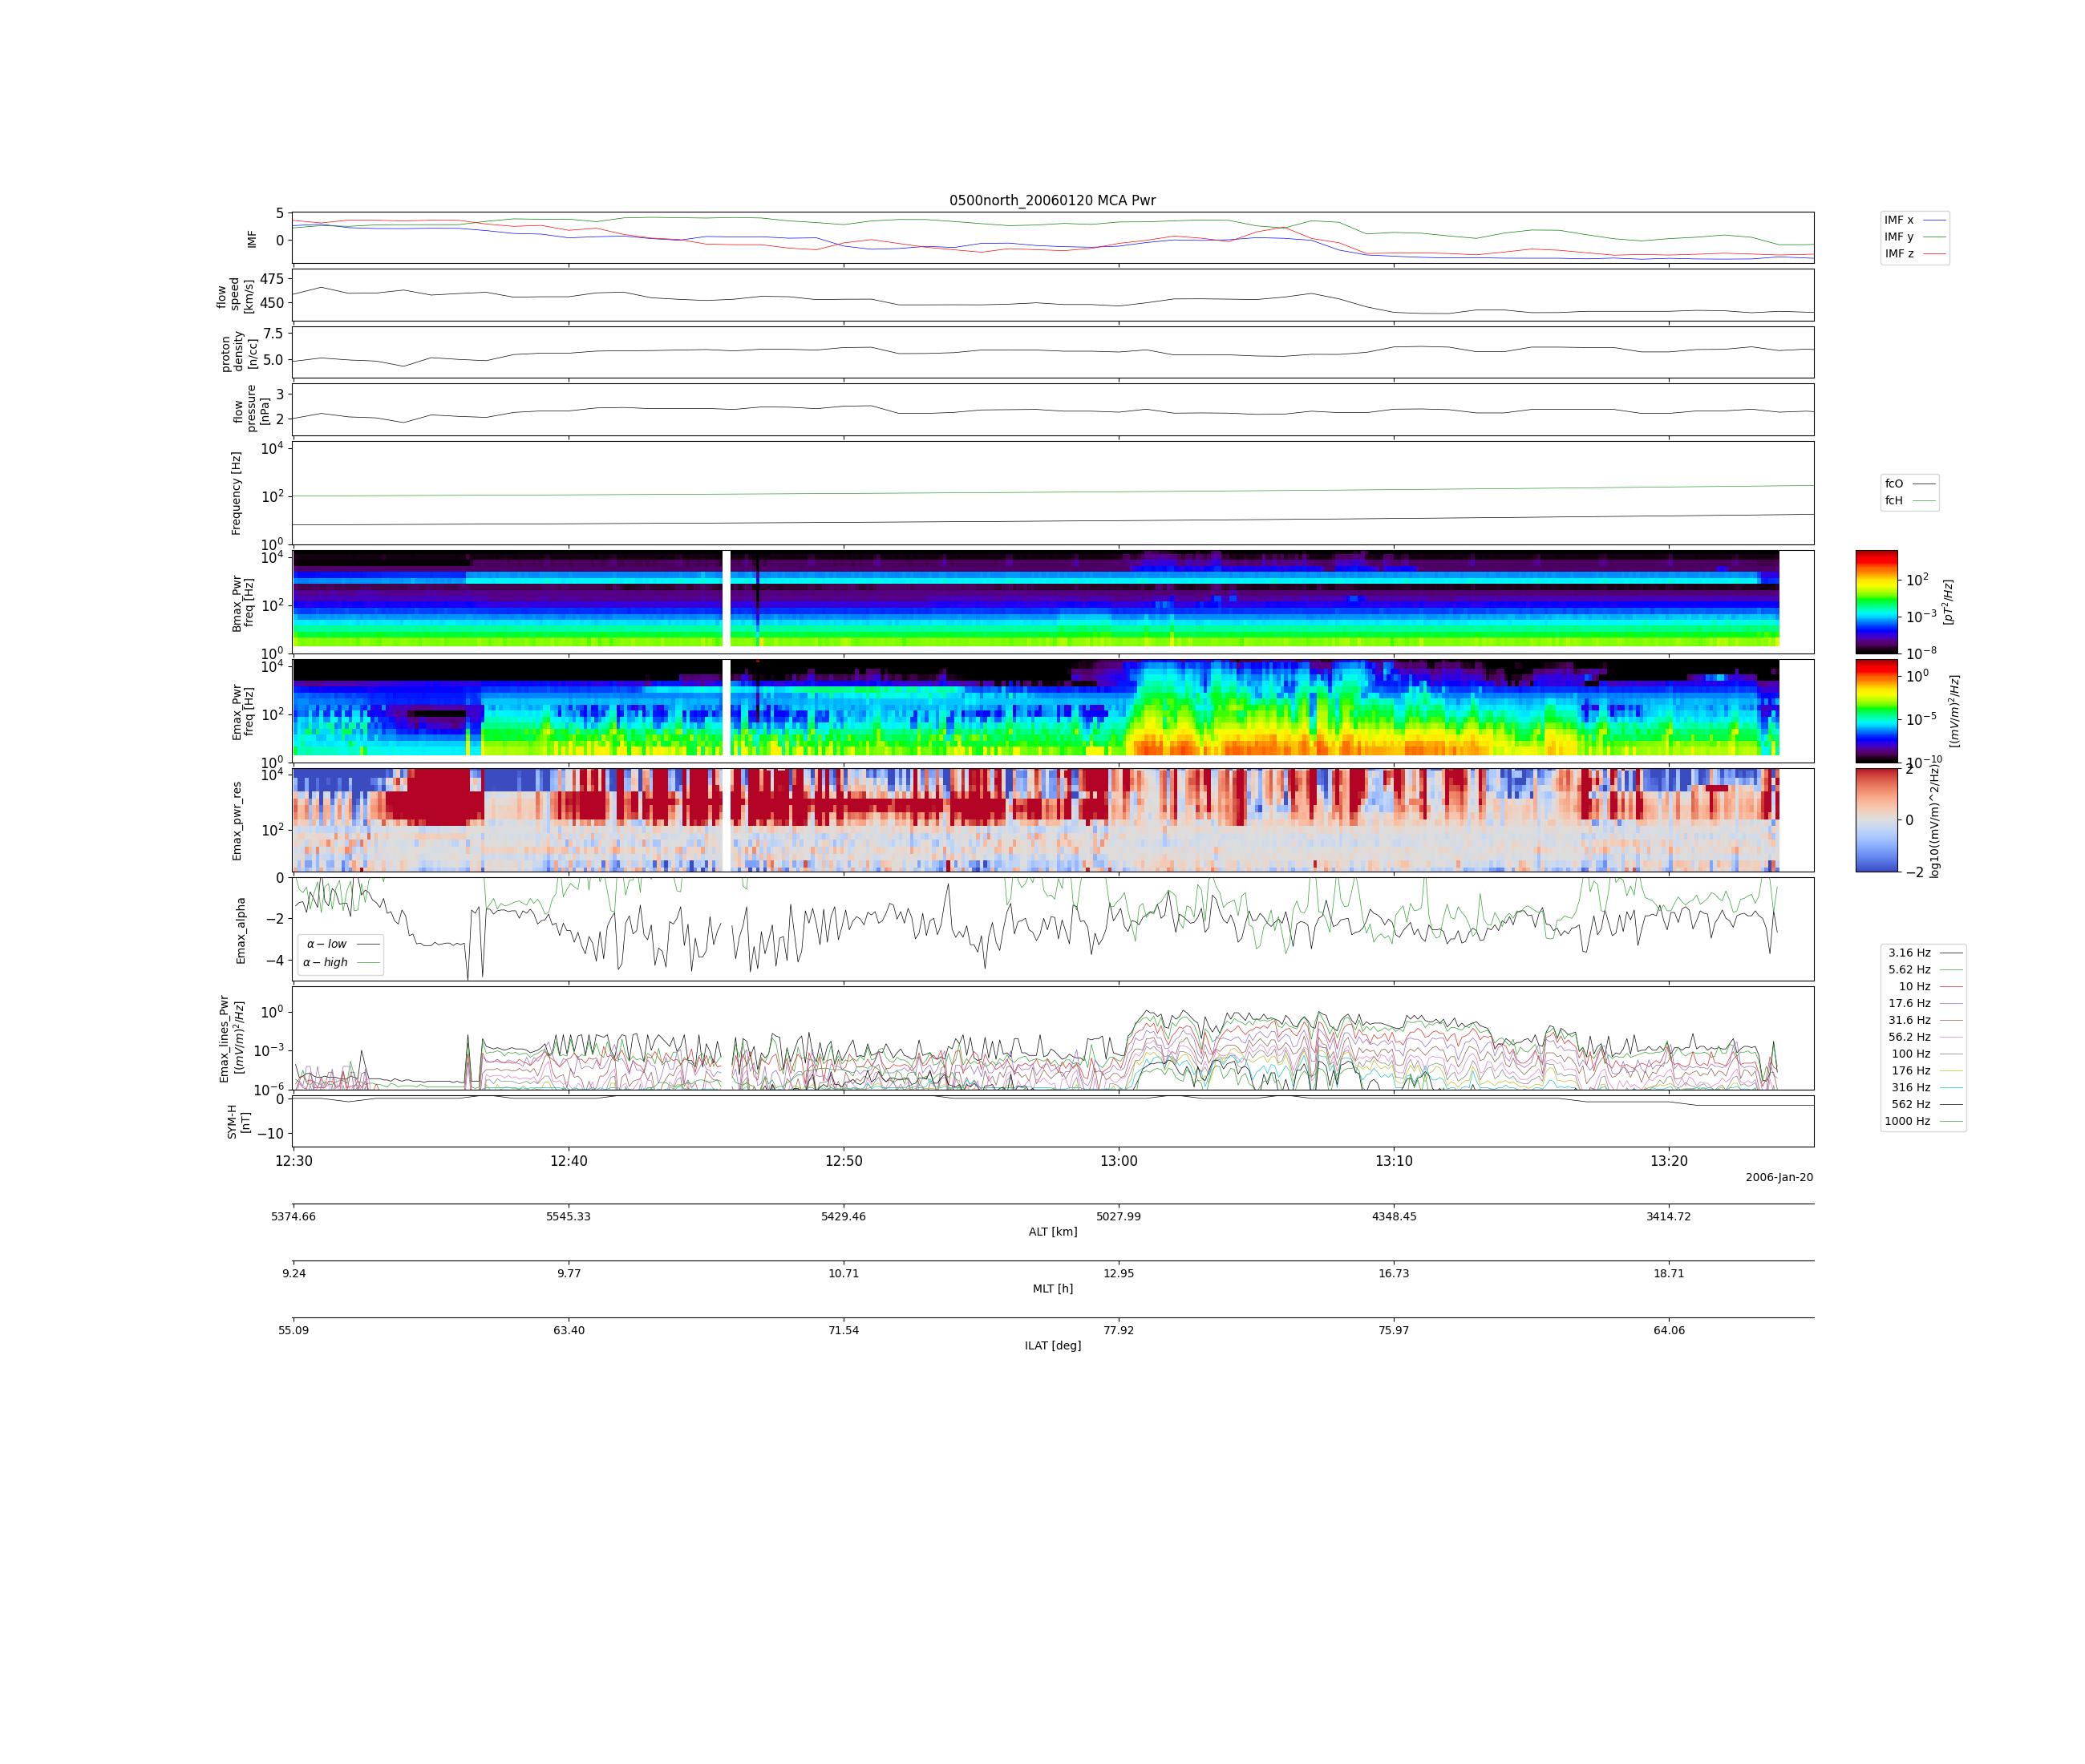 0500north_20060120 MCA Pwr
5
0
IMF
IMF x
IMF y
IMF z
475
450
flow
speed
[km/s]
7.5
5.0
proton
density
[n/cc]
3
2
flow
pressure
[nPa]
10^4
10^2
10^0
Frequency [Hz]
fcO
fcH
10^4
10^2
10^0
Bmax_Pwr
freq [Hz]
10^2
10^-3
10^-8
[pT^2/Hz]
10^4
10^2
10^0
Emax_Pwr
freq [Hz]
10^0
10^-5
10^-10
[(mV/m)^2/Hz]
10^4
10^2
Emax_pwr_res
2
0
−2
log10((mV/m)^2/Hz)
0
−2
−4
Emax_alpha
α − low
α − high
10^0
10^-3
10^-6
Emax_lines_Pwr
[(mV/m)^2/Hz]
3.16 Hz
5.62 Hz
10 Hz
17.6 Hz
31.6 Hz
56.2 Hz
100 Hz
176 Hz
316 Hz
562 Hz
1000 Hz
0
−10
SYM-H
[nT]
12:30 12:40 12:50 13:00 13:10 13:20
2006-Jan-20
5374.66 5545.33 5429.46 5027.99 4348.45 3414.72
ALT [km]
9.24 9.77 10.71 12.95 16.73 18.71
MLT [h]
55.09 63.40 71.54 77.92 75.97 64.06
ILAT [deg]